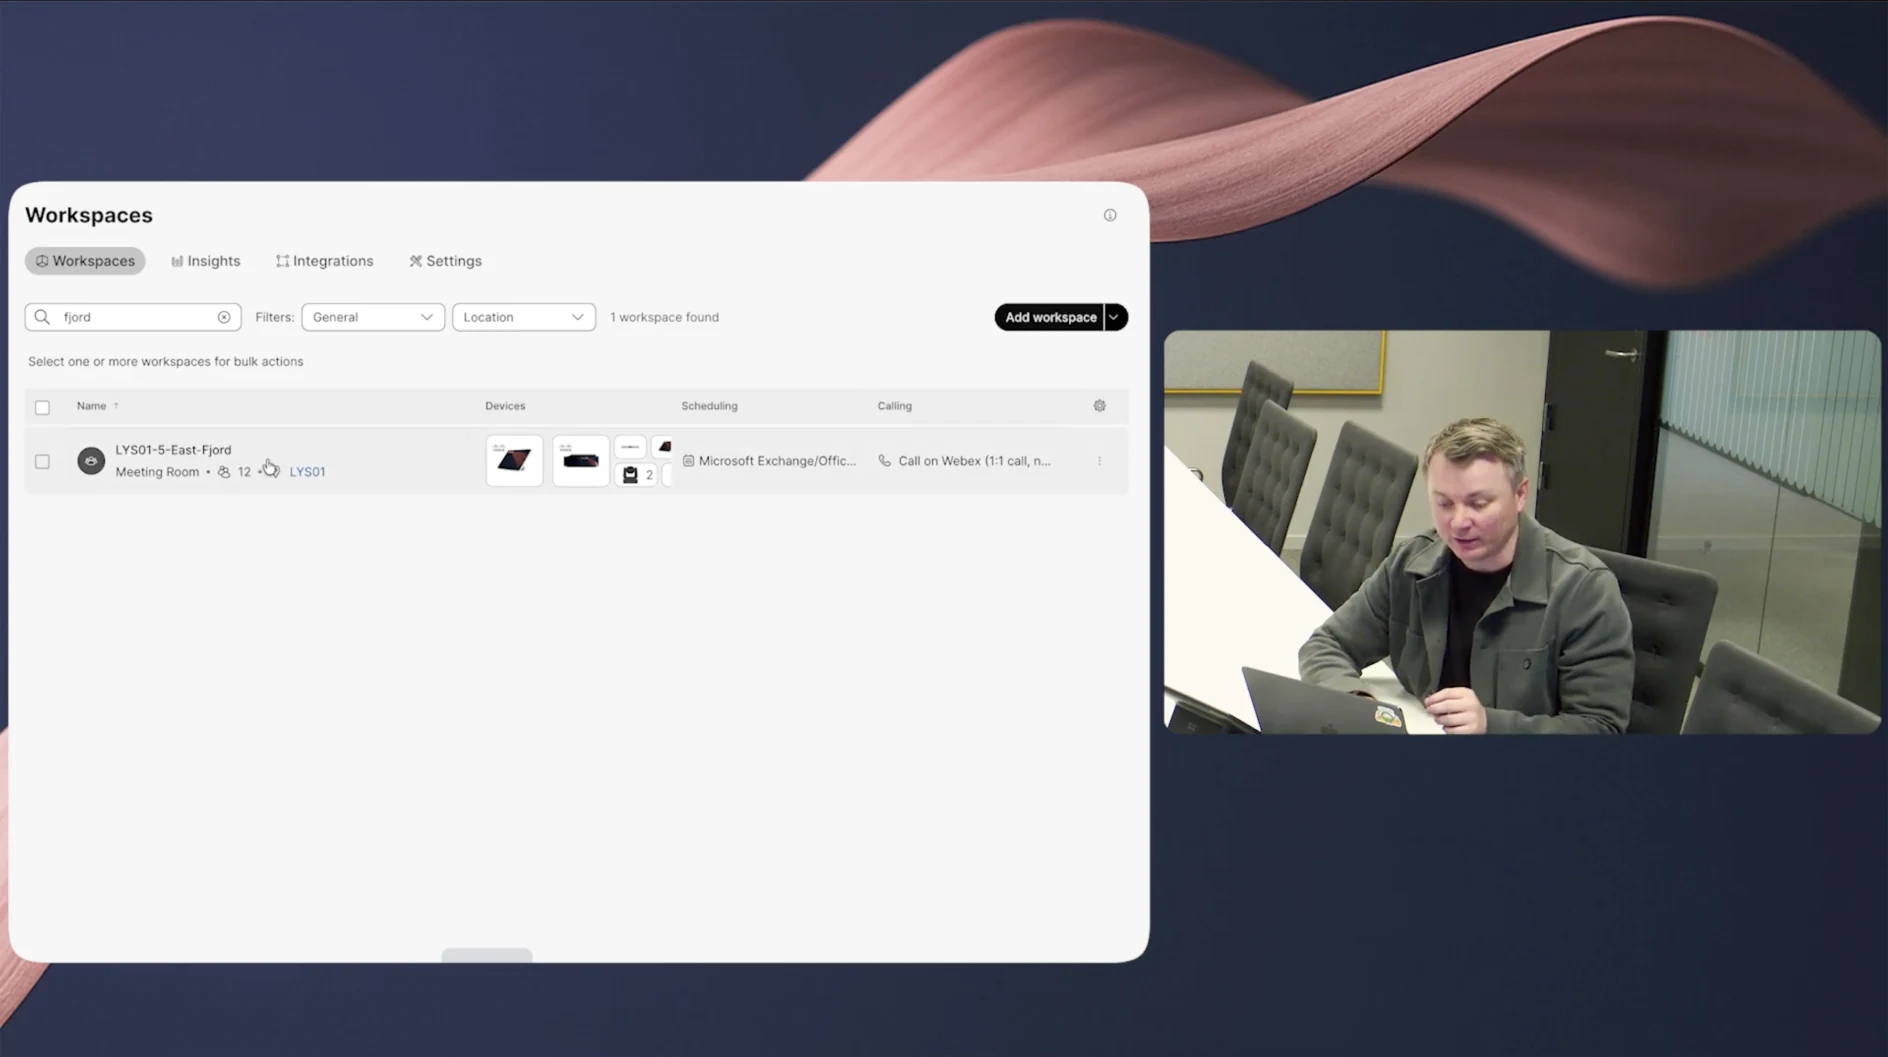 Workspaces
Workspaces Insights Integrations Settings
fjord Filters: General Location 1 workspace found Add workspace
Select one or more workspaces for bulk actions
Name ↑ Devices Scheduling Calling
LYS01-5-East-Fjord
Meeting Room • 12 • LYS01
2
Microsoft Exchange/Offic...
Call on Webex (1:1 call, n...